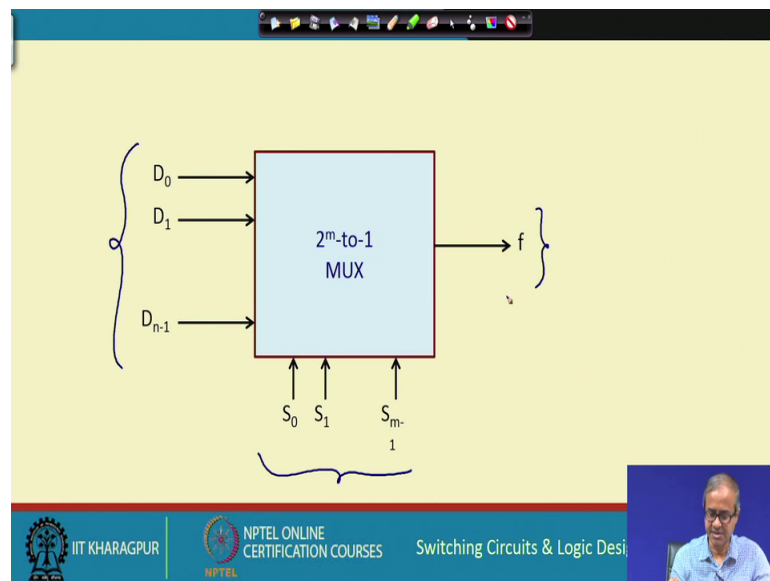 D₀
D₁
2ᵐ-to-1
MUX
f
Dₙ₋₁
S₀ S₁ Sₘ₋
₁
IIT KHARAGPUR
NPTEL
NPTEL ONLINE
CERTIFICATION COURSES
Switching Circuits & Logic Desi